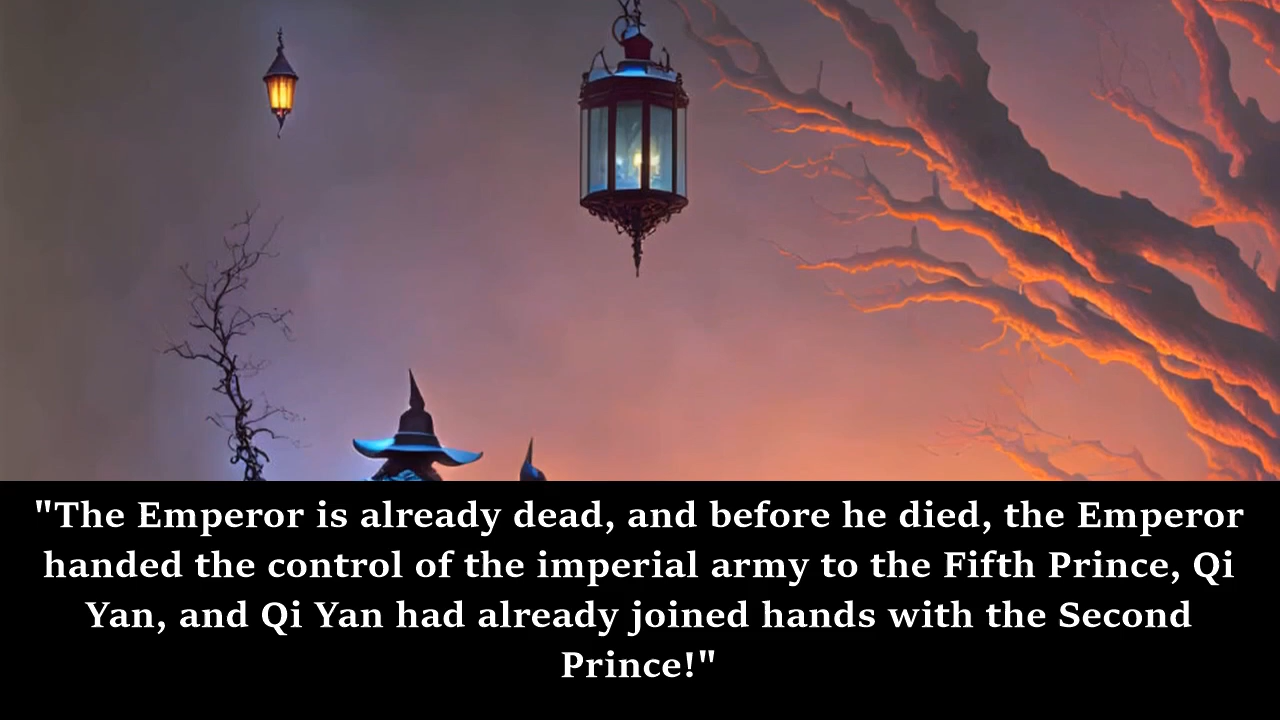 "The Emperor is already dead, and before he died, the Emperor
handed the control of the imperial army to the Fifth Prince, Qi
Yan, and Qi Yan had already joined hands with the Second
Prince!"